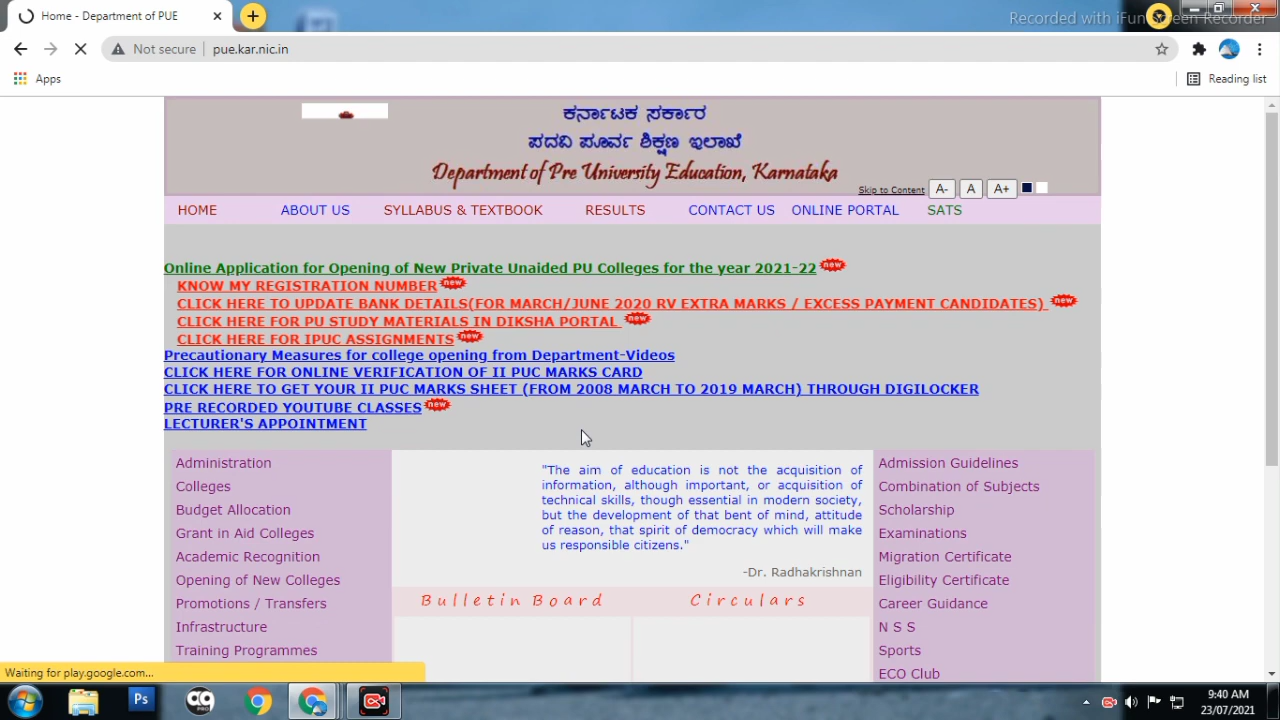 Home - Department of PUE
Recorded with iFun Screen Recorder
Not secure pue.kar.nic.in
Apps
Reading list
ಕರ್ನಾಟಕ ಸರ್ಕಾರ
ಪದವಿ ಪೂರ್ವ ಶಿಕ್ಷಣ ಇಲಾಖೆ
Department of Pre University Education, Karnataka
Skip to Content A- A A+
HOME ABOUT US SYLLABUS & TEXTBOOK RESULTS CONTACT US ONLINE PORTAL SATS
Online Application for Opening of New Private Unaided PU Colleges for the year 2021-22 new
KNOW MY REGISTRATION NUMBER new
CLICK HERE TO UPDATE BANK DETAILS(FOR MARCH/JUNE 2020 RV EXTRA MARKS / EXCESS PAYMENT CANDIDATES) new
CLICK HERE FOR PU STUDY MATERIALS IN DIKSHA PORTAL new
CLICK HERE FOR IPUC ASSIGNMENTS new
Precautionary Measures for college opening from Department-Videos
CLICK HERE FOR ONLINE VERIFICATION OF II PUC MARKS CARD
CLICK HERE TO GET YOUR II PUC MARKS SHEET (FROM 2008 MARCH TO 2019 MARCH) THROUGH DIGILOCKER
PRE RECORDED YOUTUBE CLASSES new
LECTURER'S APPOINTMENT
Administration
Colleges
Budget Allocation
Grant in Aid Colleges
Academic Recognition
Opening of New Colleges
Promotions / Transfers
Infrastructure
Training Programmes
"The aim of education is not the acquisition of
information, although important, or acquisition of
technical skills, though essential in modern society,
but the development of that bent of mind, attitude
of reason, that spirit of democracy which will make
us responsible citizens."
-Dr. Radhakrishnan
Bulletin Board
Circulars
Admission Guidelines
Combination of Subjects
Scholarship
Examinations
Migration Certificate
Eligibility Certificate
Career Guidance
N S S
Sports
ECO Club
Waiting for play.google.com...
Ps
PRO
9:40 AM
23/07/2021